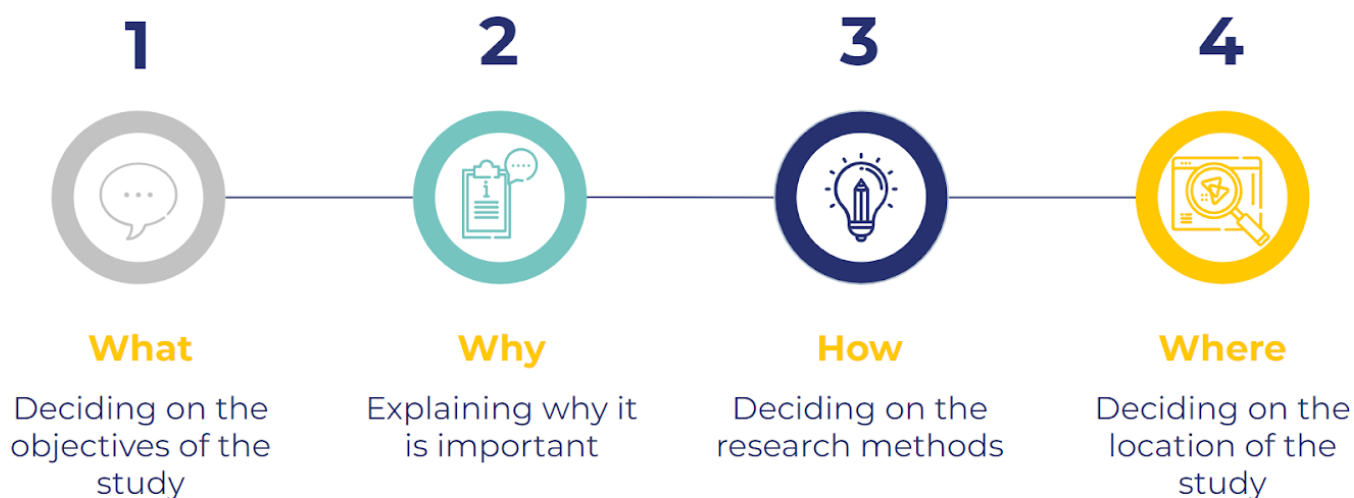 1
2
3
4
What
Why
How
Where
Deciding on the
objectives of the
study
Explaining why it
is important
Deciding on the
research methods
Deciding on the
location of the
study